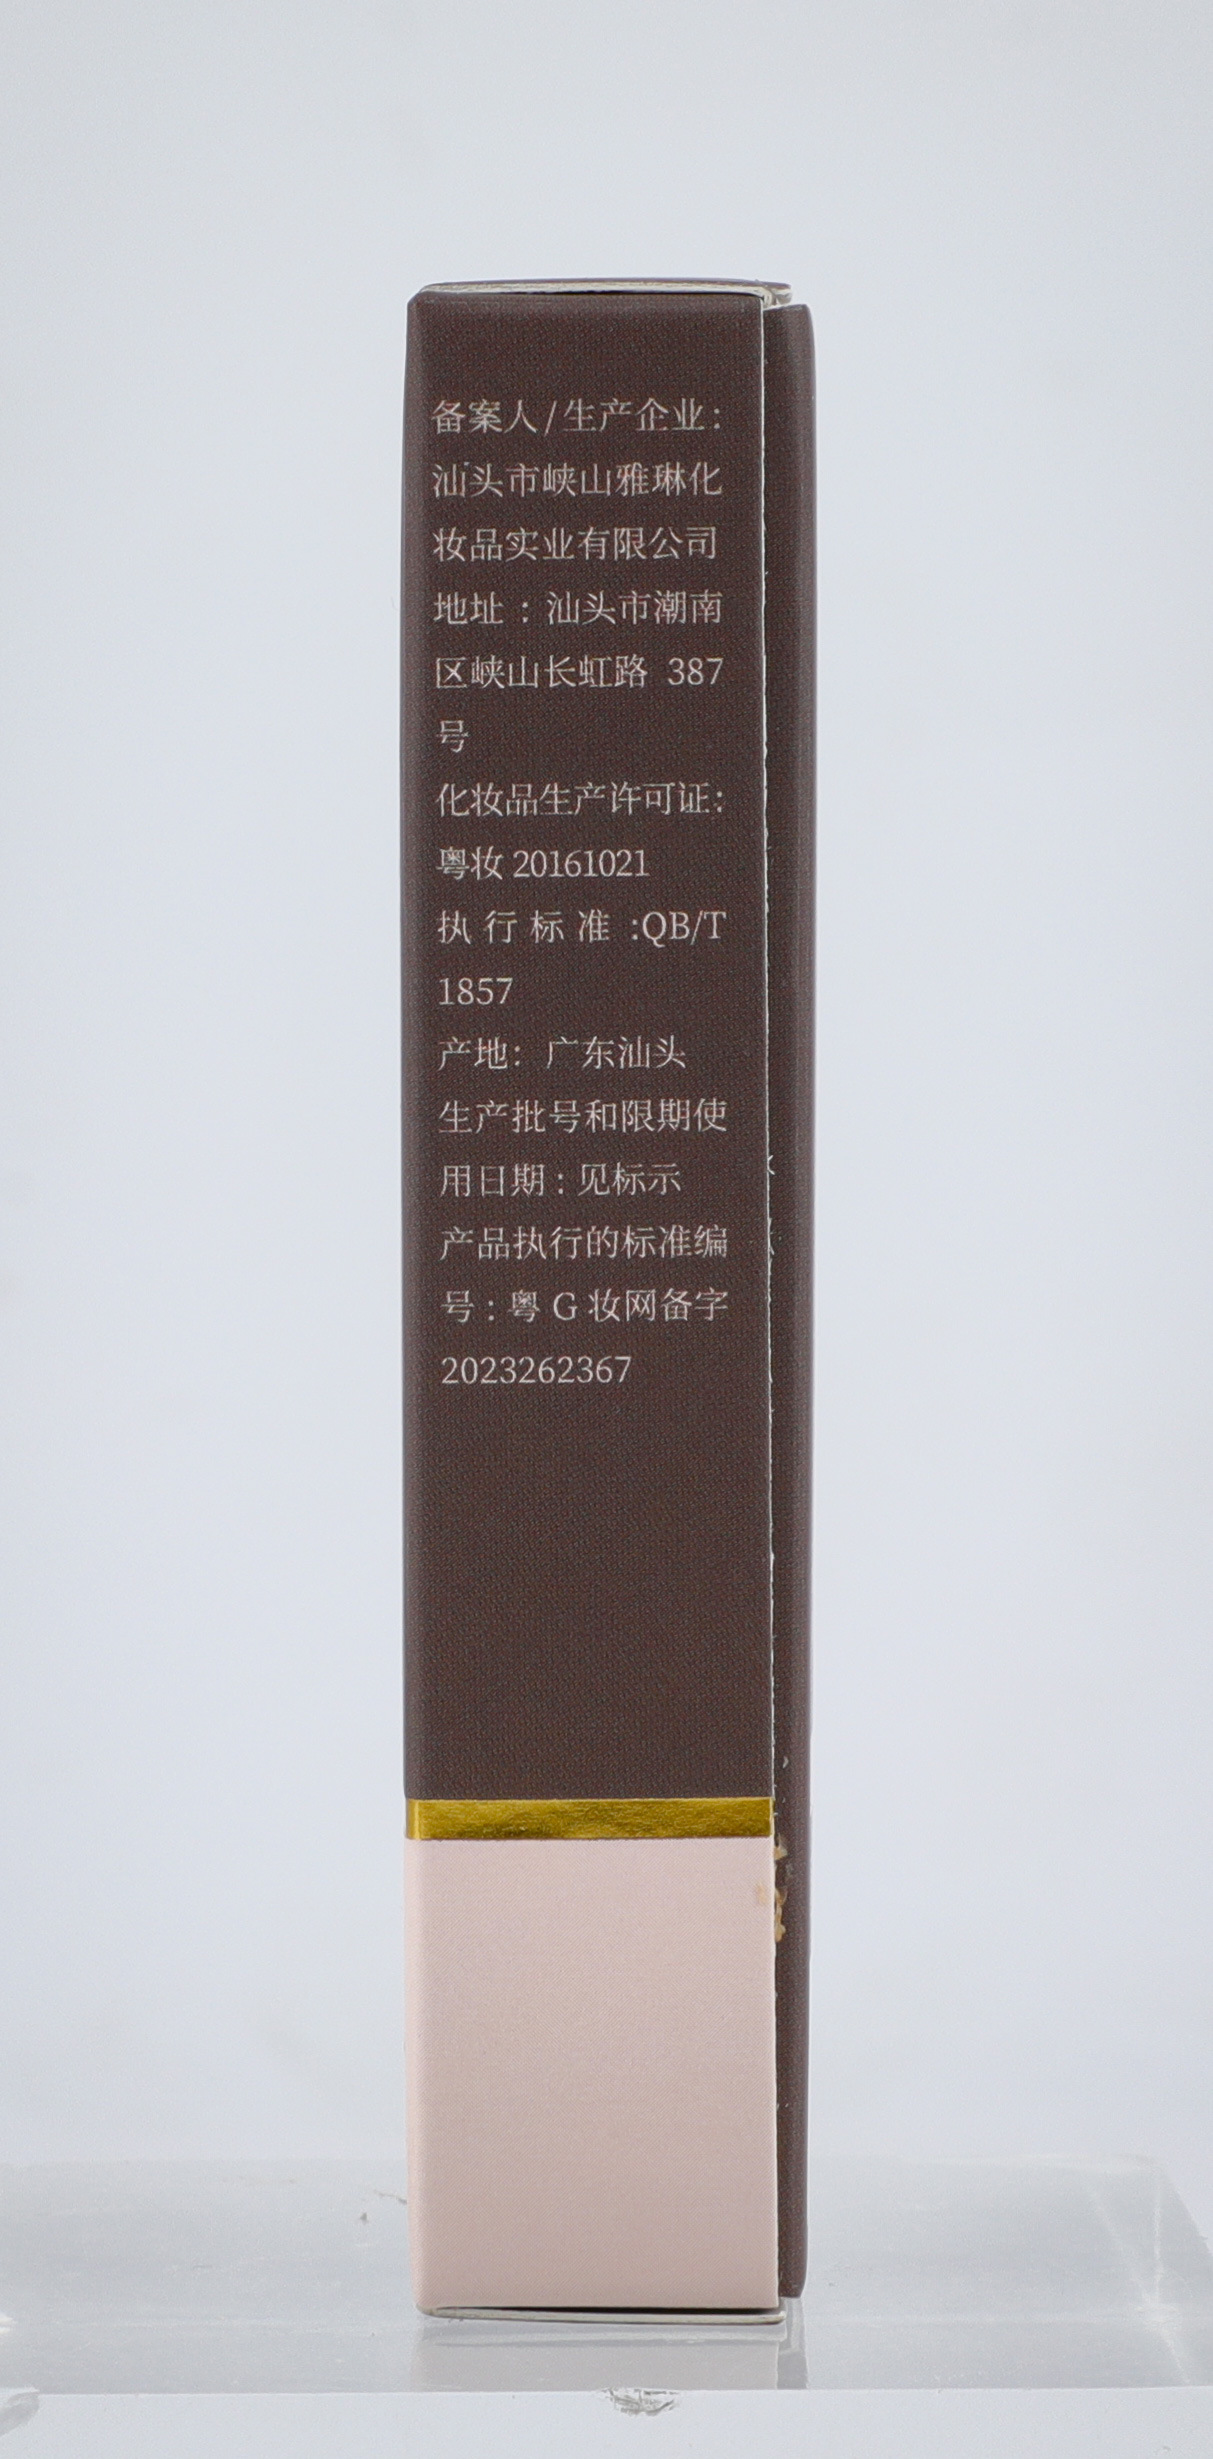 备案人/生产企业:
汕头市峡山雅琳化
妆品实业有限公司
地址:汕头市潮南
区峡山长虹路 387
号
化妆品生产许可证:
粤妆 20161021
执行标准:QB/T
1857
产地: 广东汕头
生产批号和限期使
用日期:见标示
产品执行的标准编
号:粤 G 妆网备字
2023262367